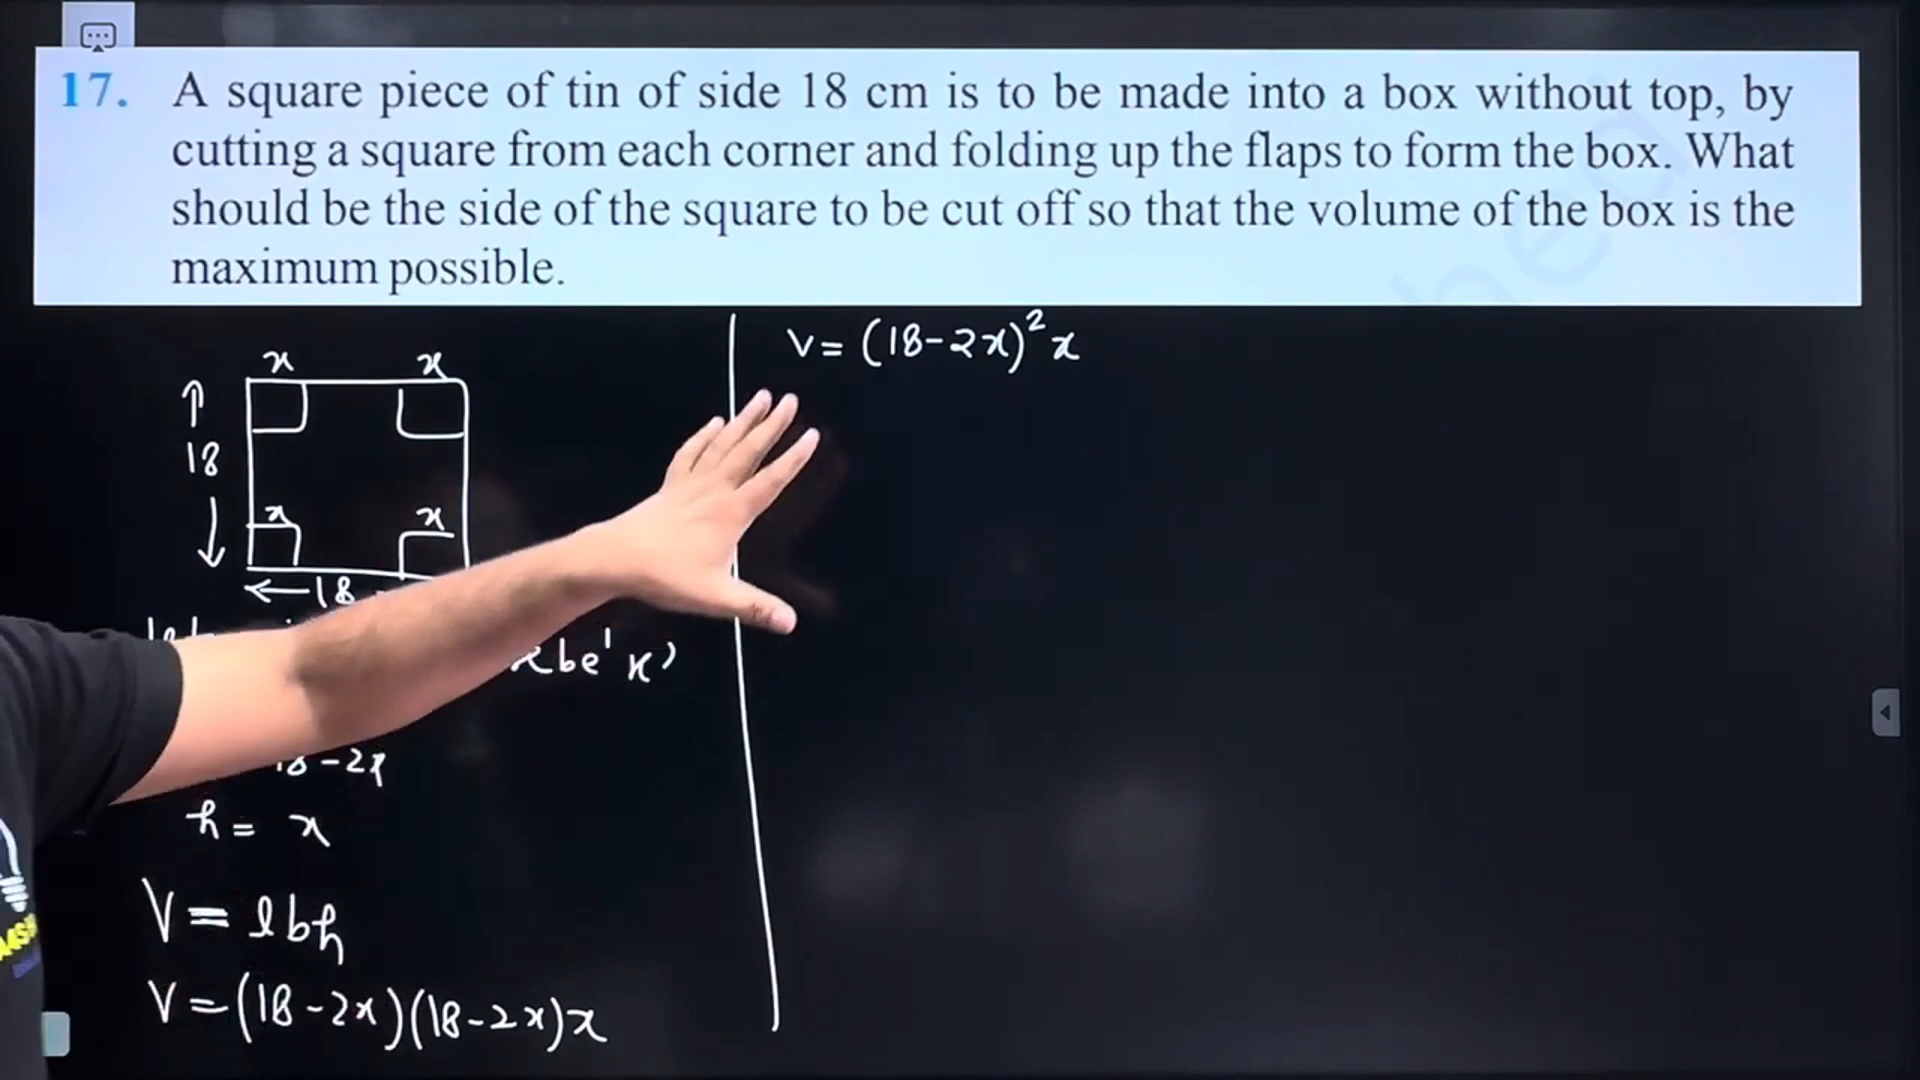 17. A square piece of tin of side 18 cm is to be made into a box without top, by
cutting a square from each corner and folding up the flaps to form the box. What
should be the side of the square to be cut off so that the volume of the box is the
maximum possible.
x x
18
x x
←18
be 'x'
18-2x
h = x
V = lbh
V = (18-2x)(18-2x)x
V= (18-2x)²x